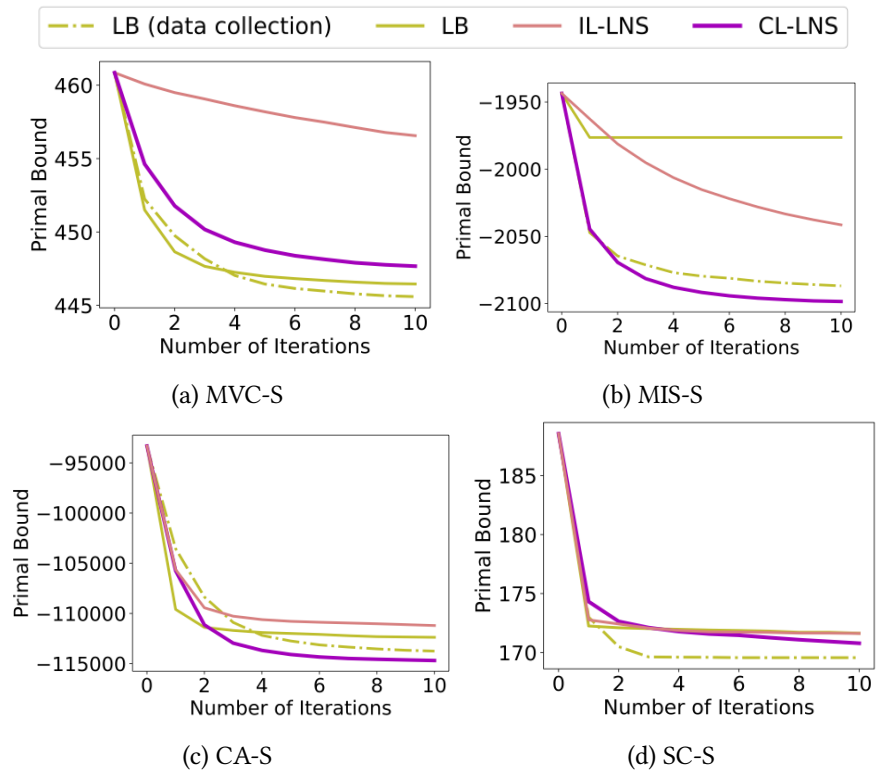 LB (data collection) LB IL-LNS CL-LNS
460
455
450
445
Primal Bound
0 2 4 6 8 10
Number of Iterations
(a) MVC-S
−1950
−2000
−2050
−2100
Primal Bound
0 2 4 6 8 10
Number of Iterations
(b) MIS-S
−95000
−100000
−105000
−110000
−115000
Primal Bound
0 2 4 6 8 10
Number of Iterations
(c) CA-S
185
180
175
170
Primal Bound
0 2 4 6 8 10
Number of Iterations
(d) SC-S